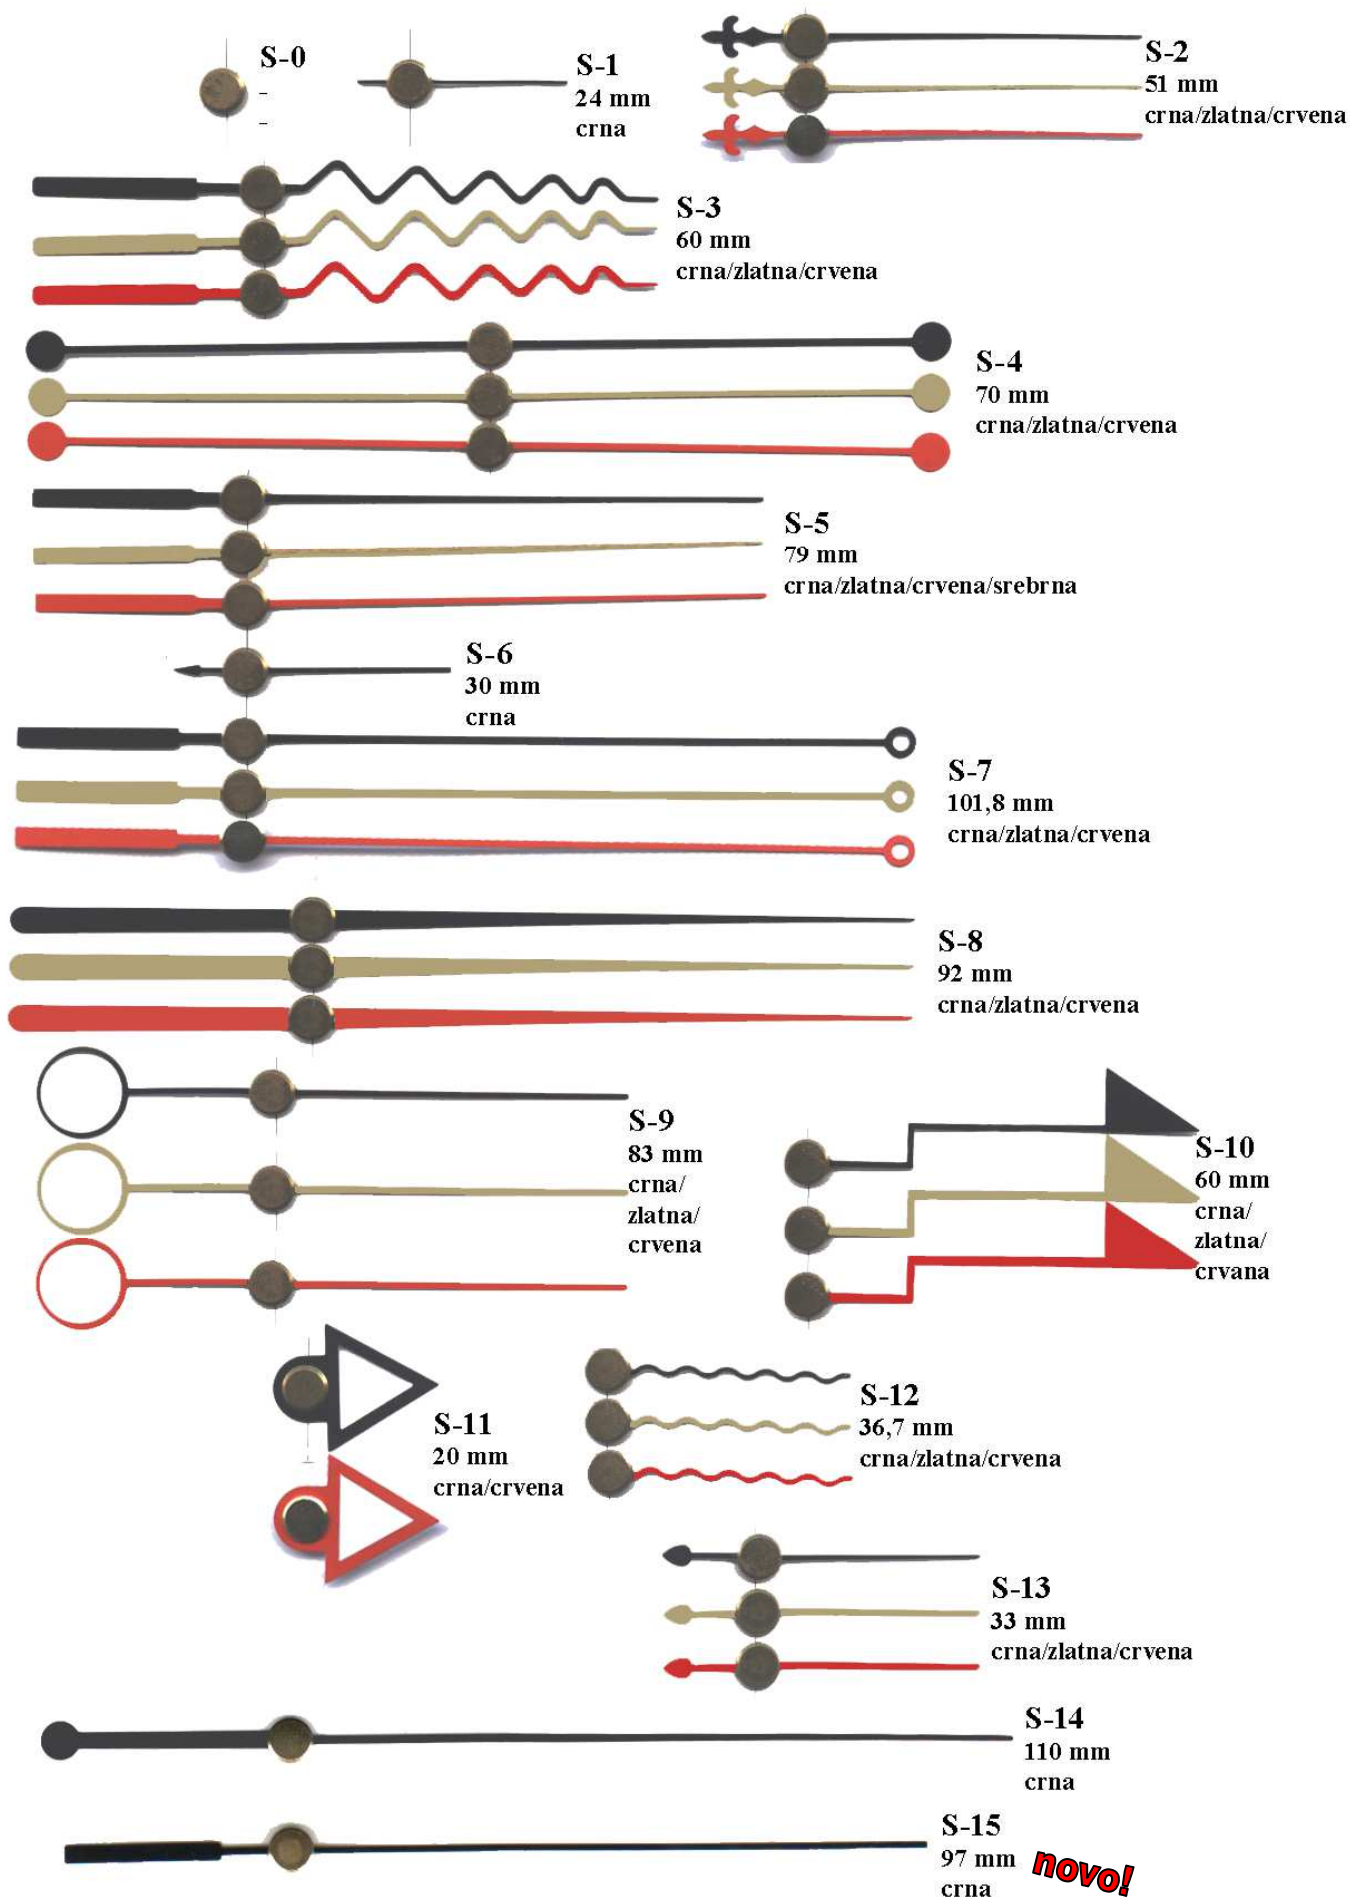 S-0
-
-
S-1
24 mm
crna
S-2
51 mm
crna/zlatna/crvena
S-3
60 mm
crna/zlatna/crvena
S-4
70 mm
crna/zlatna/crvena
S-5
79 mm
crna/zlatna/crvena/srebrna
S-6
30 mm
crna
S-7
101,8 mm
crna/zlatna/crvena
S-8
92 mm
crna/zlatna/crvena
S-9
83 mm
crna/
zlatna/
crvena
S-10
60 mm
crna/
zlatna/
crvana
S-11
20 mm
crna/crvena
S-12
36,7 mm
crna/zlatna/crvena
S-13
33 mm
crna/zlatna/crvena
S-14
110 mm
crna
S-15
97 mm
crna
novo!